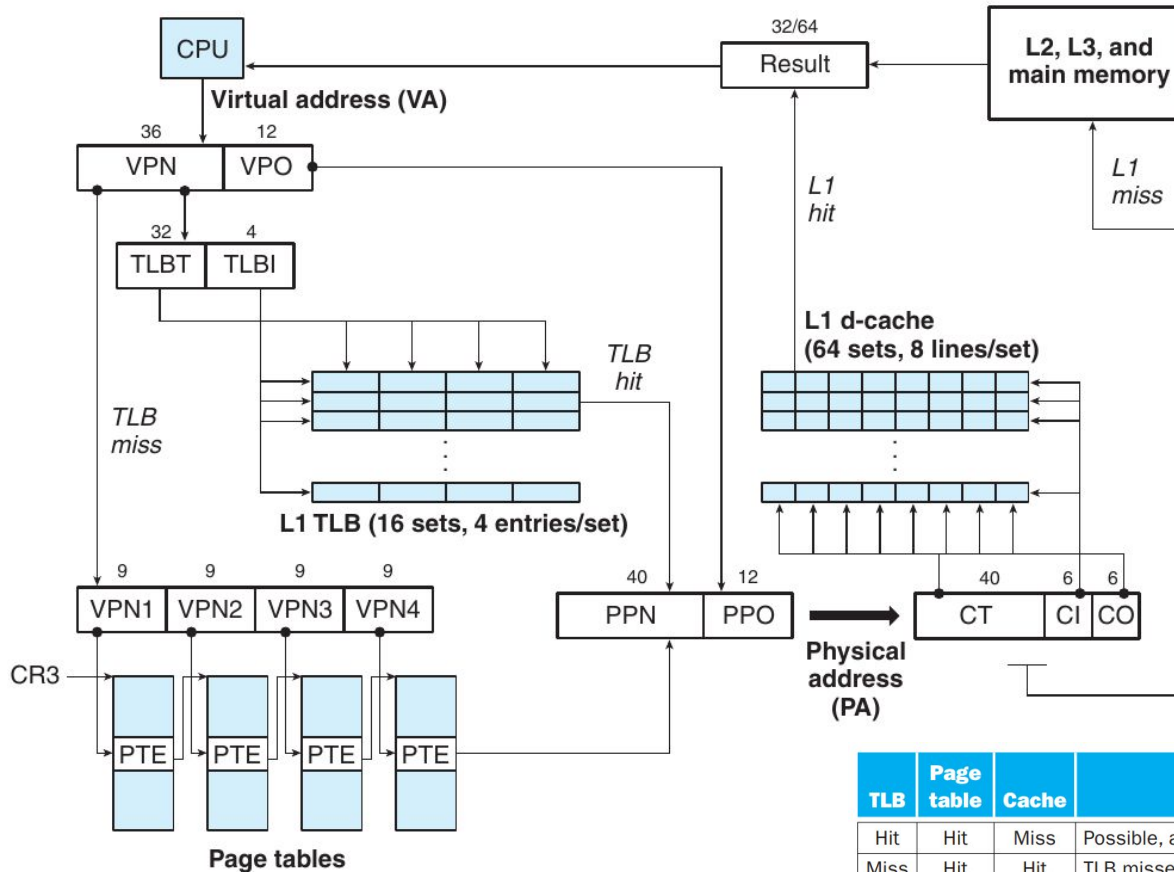 CPU
32/64
Result
L2, L3, and
main memory
Virtual address (VA)
36 12
VPN VPO
L1
hit
L1
miss
32 4
TLBT TLBI
TLB
hit
L1 d-cache
(64 sets, 8 lines/set)
TLB
miss
L1 TLB (16 sets, 4 entries/set)
9 9 9 9
VPN1 VPN2 VPN3 VPN4
40 12
PPN PPO
40 6 6
CT CI CO
Physical
address
(PA)
CR3
PTE PTE PTE PTE
Page tables
TLB Page table Cache
Hit Hit Miss Possible, a
Miss Hit Hit TLB misse